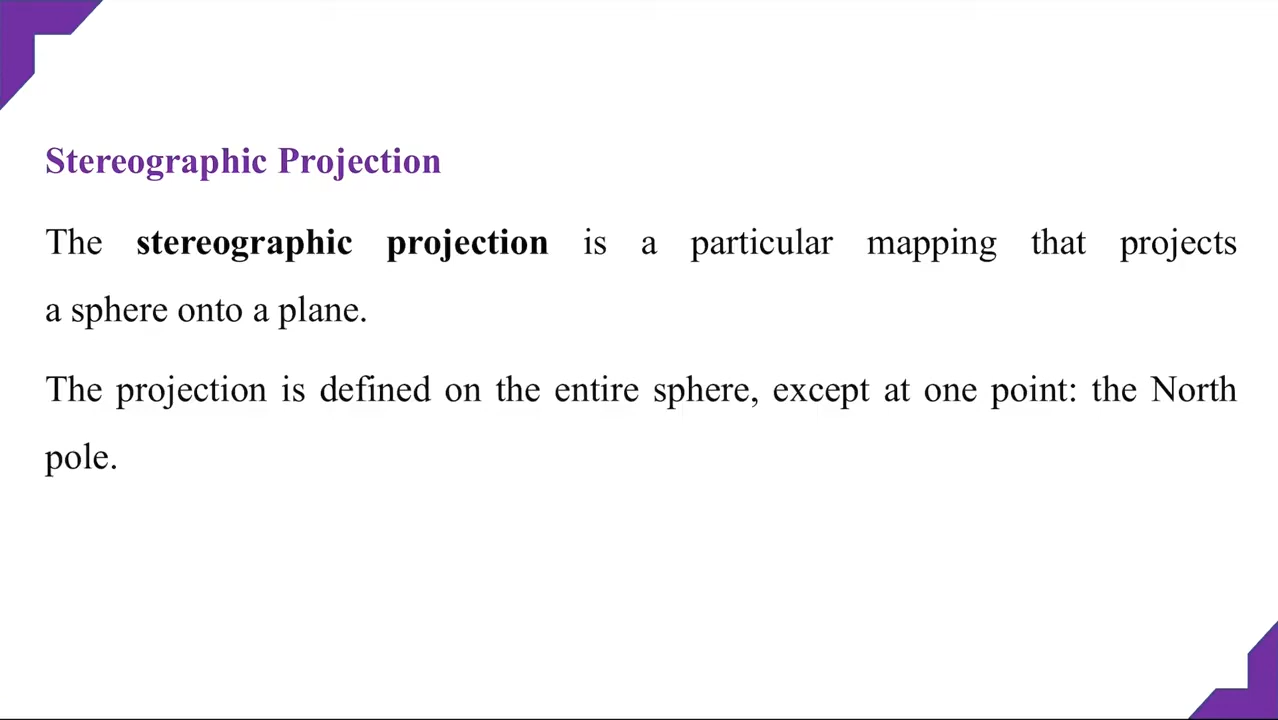 Stereographic Projection
The stereographic projection is a particular mapping that projects
a sphere onto a plane.
The projection is defined on the entire sphere, except at one point: the North
pole.